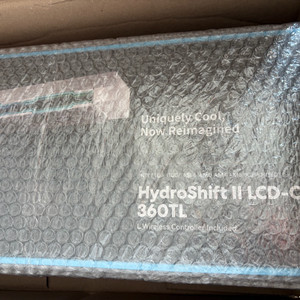 Uniquely Cool,
Now Reimagined
HydroShift II LCD-C
360TL
L Wireless Controller Included